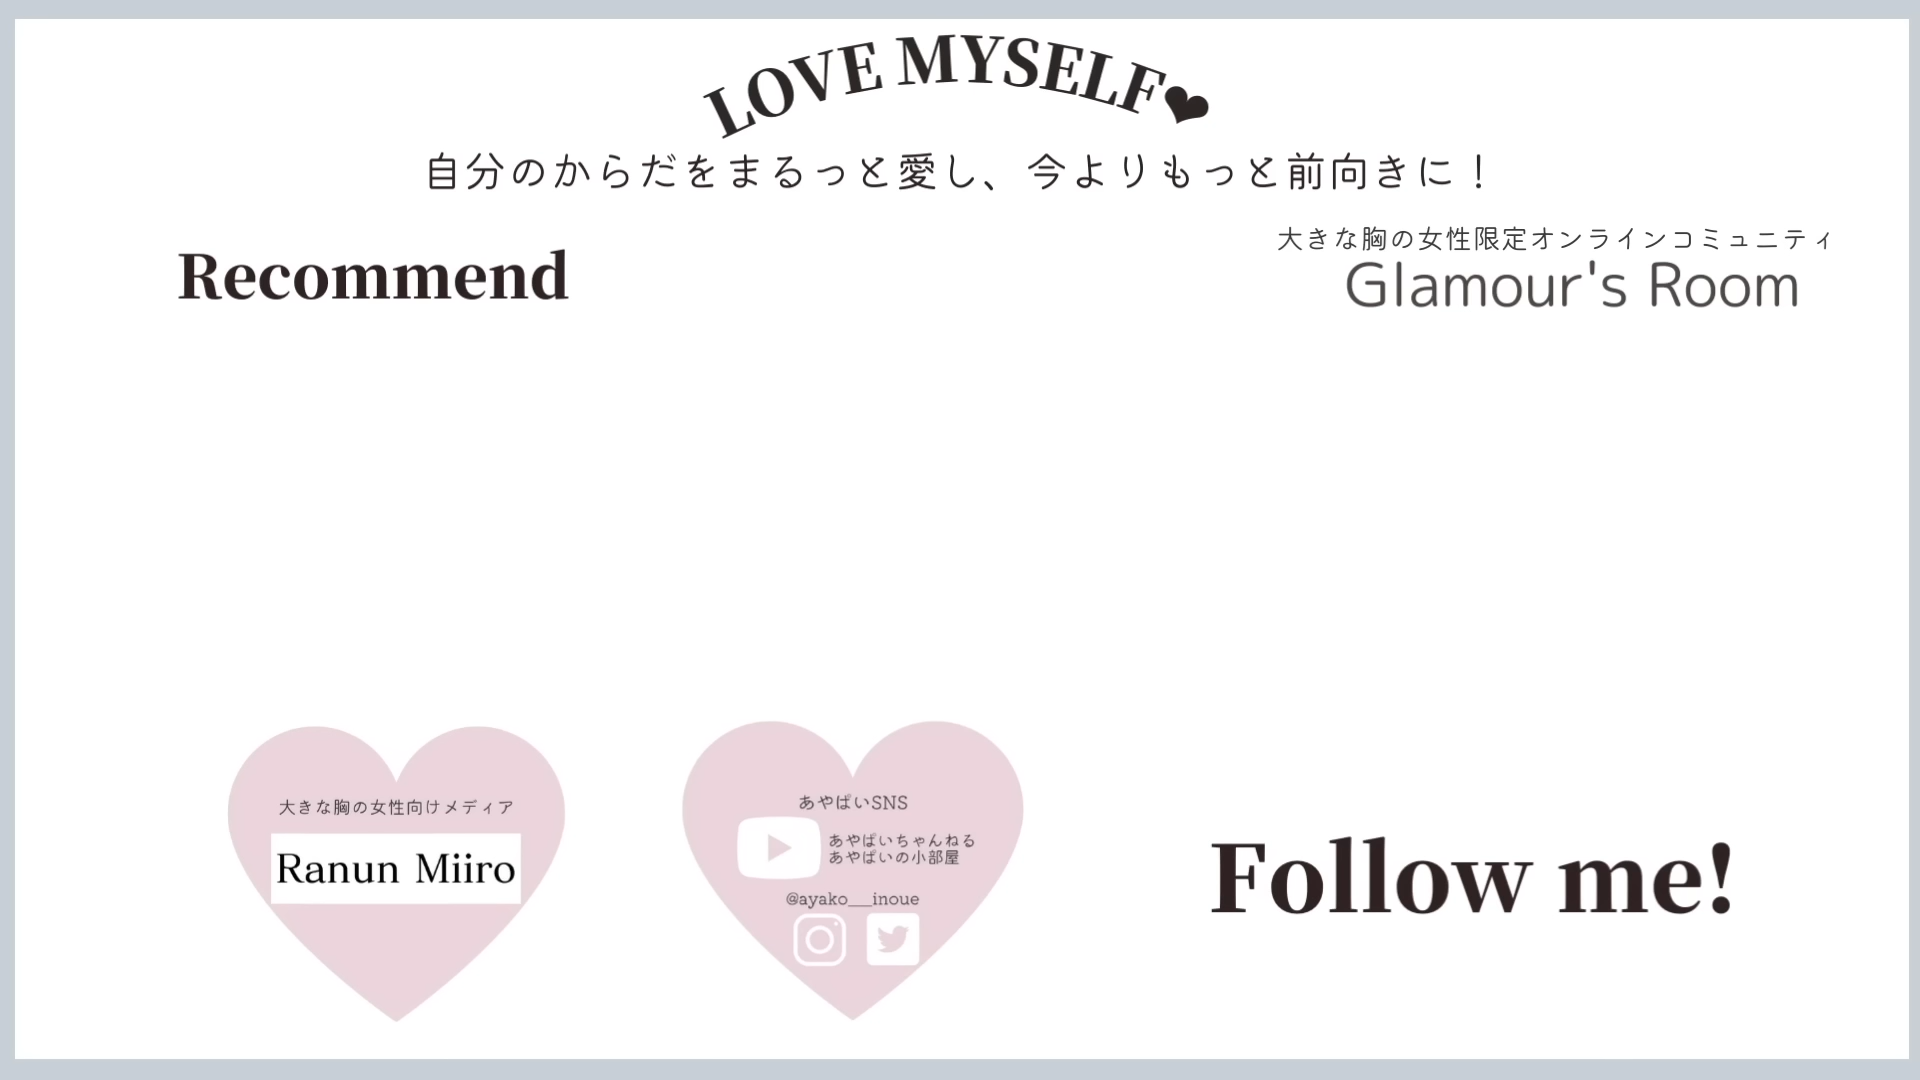 LOVE MYSELF❤
自分のからだをまるっと愛し、今よりもっと前向きに！
Recommend
大きな胸の女性限定オンラインコミュニティ
Glamour's Room
大きな胸の女性向けメディア
Ranun Miiro
あやぱいSNS
あやぱいちゃんねる
あやぱいの小部屋
@ayako___inoue
Follow me!